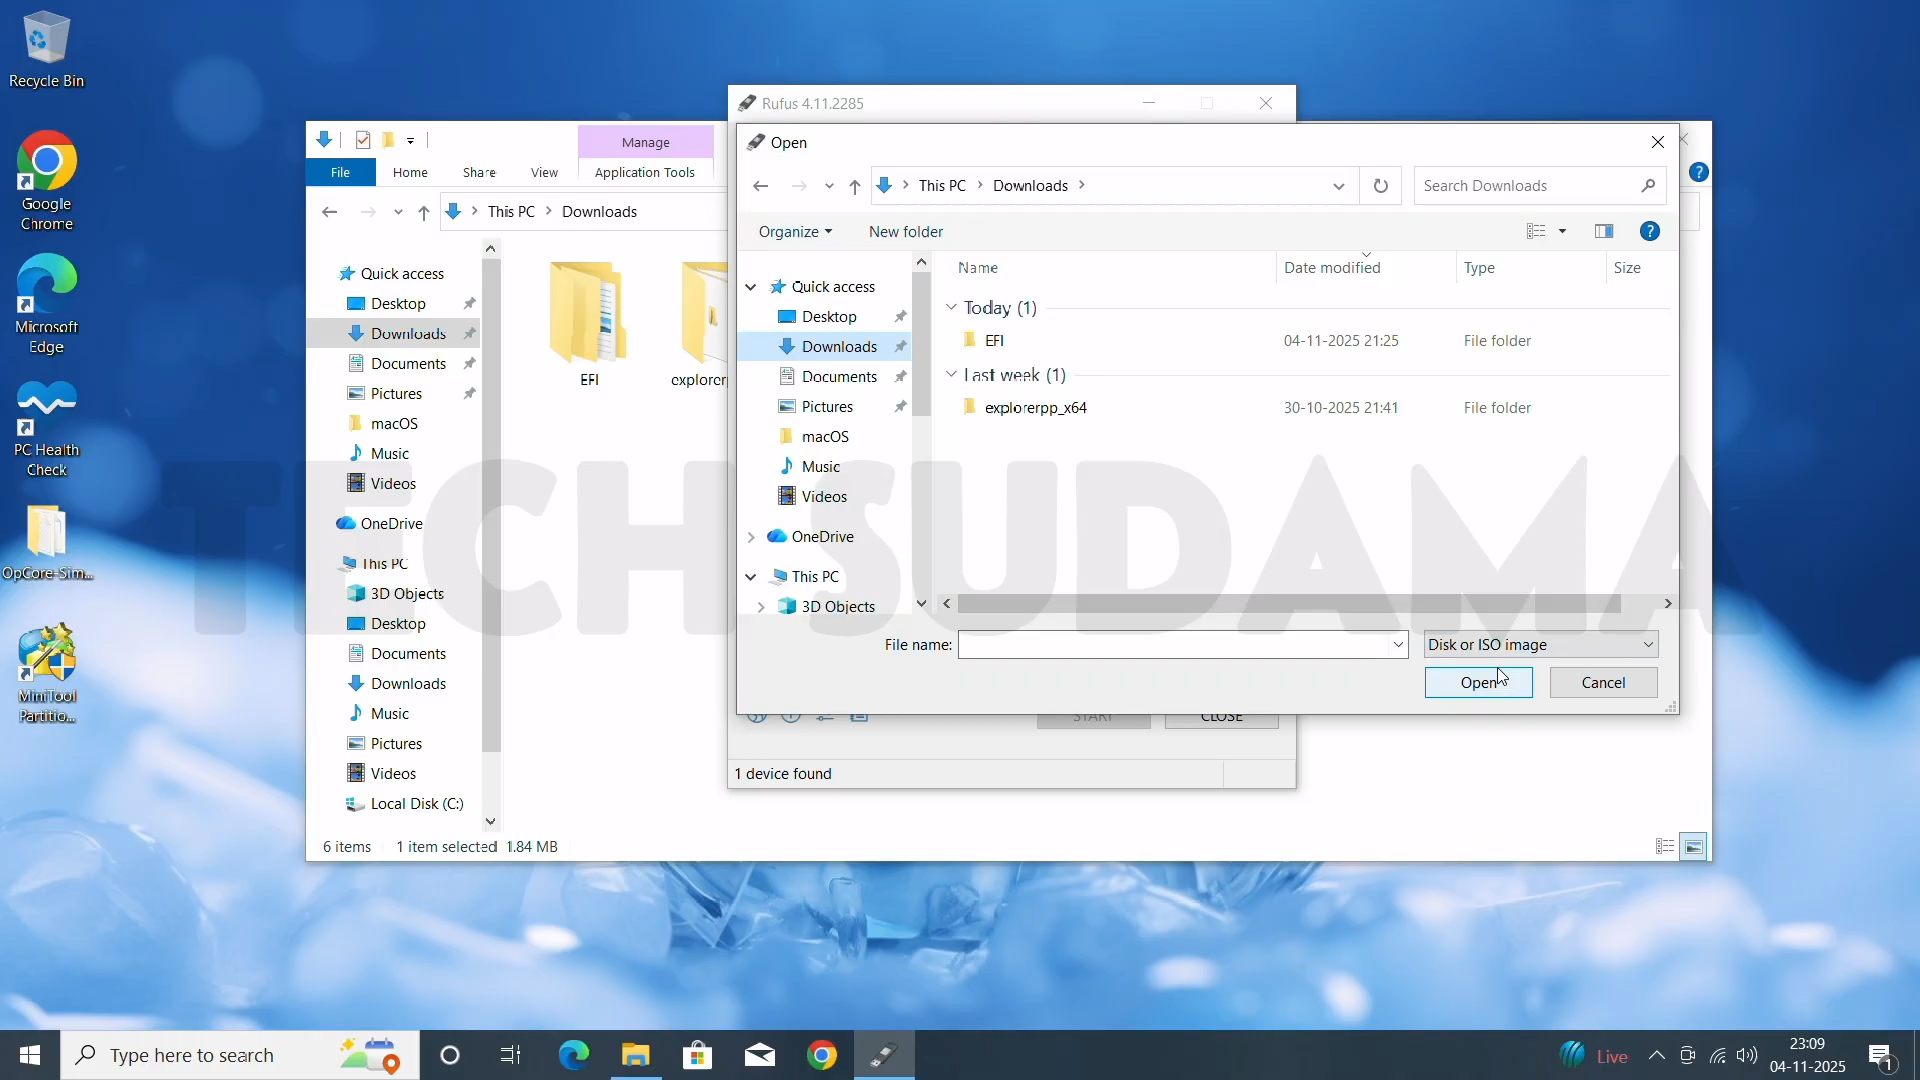 Recycle Bin
Google
Chrome
Microsoft
Edge
PC Health
Check
OpCore-Sim...
MiniTool
Partitio...
Manage
File
Home
Share
View
Application Tools
This PC
Downloads
Quick access
Desktop
Downloads
Documents
Pictures
macOS
Music
Videos
OneDrive
This PC
3D Objects
Desktop
Documents
Downloads
Music
Pictures
Videos
Local Disk (C:)
EFI
6 items 1 item selected 1.84 MB
Rufus 4.11.2285
Open
This PC
Downloads
Search Downloads
Organize
New folder
Quick access
Desktop
Downloads
Documents
Pictures
macOS
Music
Videos
OneDrive
This PC
3D Objects
Name Date modified Type Size
Today (1)
EFI 04-11-2025 21:25 File folder
Last week (1)
explorerpp_x64 30-10-2025 21:41 File folder
File name:
Disk or ISO image
Open
Cancel
START
CLOSE
1 device found
TECH SUDAMA
Type here to search
Live
23:09
04-11-2025
1